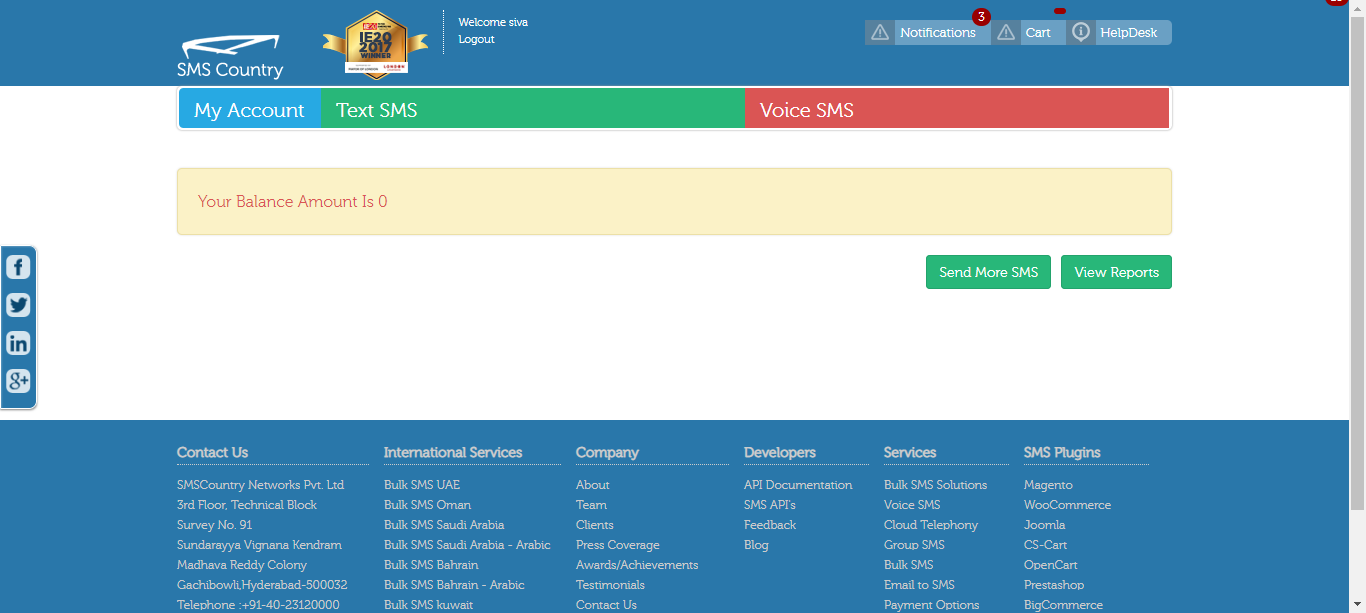 SMS Country
IE20
2017
WINNER
LONDON
Welcome siva
Logout
3
Notifications
Cart
HelpDesk
My Account
Text SMS
Voice SMS
Your Balance Amount Is 0
Send More SMS
View Reports
Contact Us
SMSCountry Networks Pvt. Ltd
3rd Floor, Technical Block
Survey No. 91
Sundarayya Vignana Kendram
Madhava Reddy Colony
Gachibowli,Hyderabad-500032
Telephone :+91-40-23120000
International Services
Bulk SMS UAE
Bulk SMS Oman
Bulk SMS Saudi Arabia
Bulk SMS Saudi Arabia - Arabic
Bulk SMS Bahrain
Bulk SMS Bahrain - Arabic
Bulk SMS kuwait
Company
About
Team
Clients
Press Coverage
Awards/Achievements
Testimonials
Contact Us
Developers
API Documentation
SMS API's
Feedback
Blog
Services
Bulk SMS Solutions
Voice SMS
Cloud Telephony
Group SMS
Bulk SMS
Email to SMS
Payment Options
SMS Plugins
Magento
WooCommerce
Joomla
CS-Cart
OpenCart
Prestashop
BigCommerce